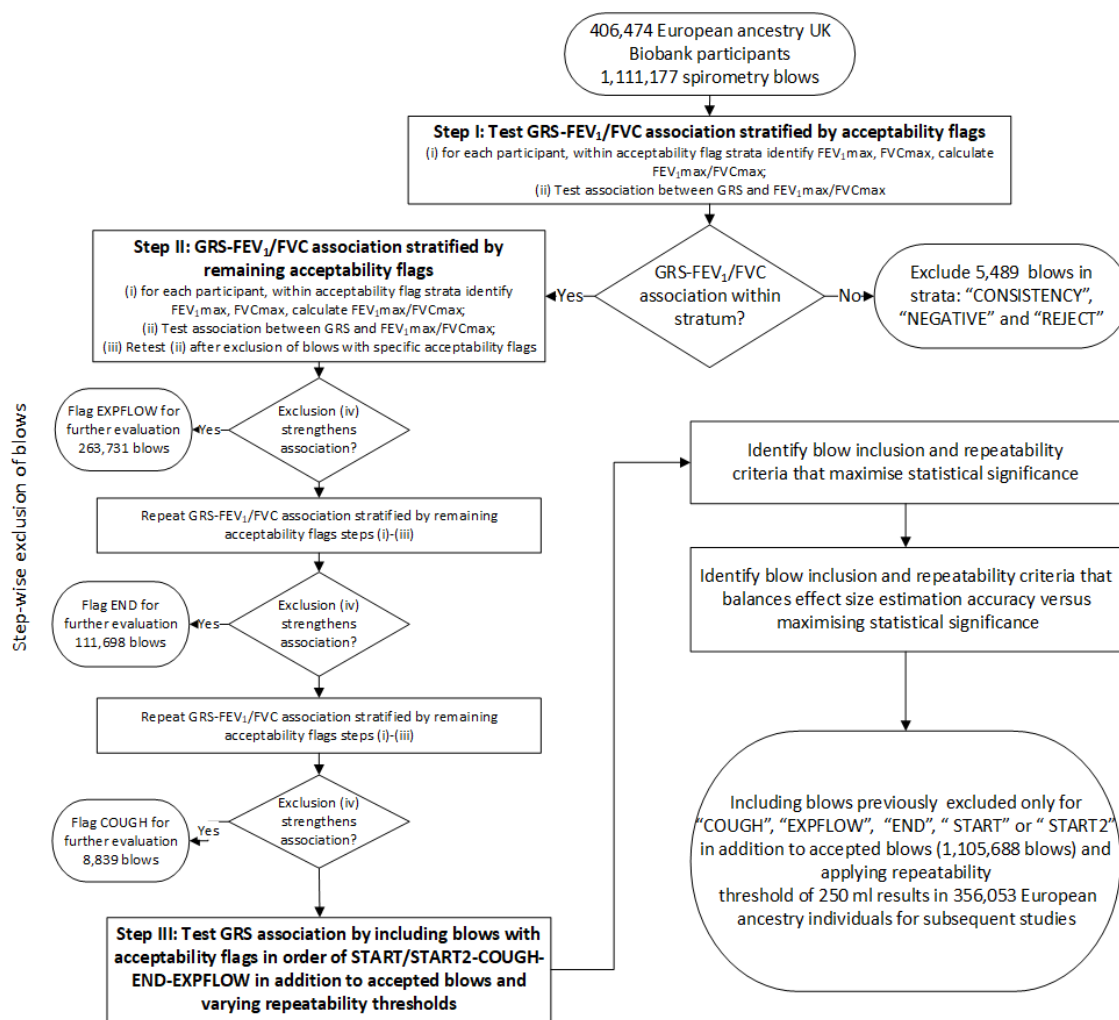 406,474 European ancestry UK
Biobank participants
1,111,177 spirometry blows
Step I: Test GRS-FEV₁/FVC association stratified by acceptability flags
(i) for each participant, within acceptability flag strata identify FEV₁max, FVCmax, calculate
FEV₁max/FVCmax;
(ii) Test association between GRS and FEV₁max/FVCmax
GRS-FEV₁/FVC
association within
stratum?
No
Exclude 5,489 blows in
strata: “CONSISTENCY”,
“NEGATIVE” and “REJECT”
Yes
Step II: GRS-FEV₁/FVC association stratified by
remaining acceptability flags
(i) for each participant, within acceptability flag strata identify
FEV₁max, FVCmax, calculate FEV₁max/FVCmax;
(ii) Test association between GRS and FEV₁max/FVCmax;
(iii) Retest (ii) after exclusion of blows with specific acceptability flags
Step-wise exclusion of blows
Exclusion (iv)
strengthens
association?
Yes
Flag EXPFLOW for
further evaluation
263,731 blows
Repeat GRS-FEV₁/FVC association stratified by remaining
acceptability flags steps (i)-(iii)
Exclusion (iv)
strengthens
association?
Yes
Flag END for
further evaluation
111,698 blows
Repeat GRS-FEV₁/FVC association stratified by remaining
acceptability flags steps (i)-(iii)
Exclusion (iv)
strengthens
association?
Yes
Flag COUGH for
further evaluation
8,839 blows
Step III: Test GRS association by including blows with
acceptability flags in order of START/START2-COUGH-
END-EXPFLOW in addition to accepted blows and
varying repeatability thresholds
Identify blow inclusion and repeatability
criteria that maximise statistical significance
Identify blow inclusion and repeatability criteria that
balances effect size estimation accuracy versus
maximising statistical significance
Including blows previously excluded only for
“COUGH”, “EXPFLOW”, “END”, “ START” or “ START2”
in addition to accepted blows (1,105,688 blows) and
applying repeatability
threshold of 250 ml results in 356,053 European
ancestry individuals for subsequent studies